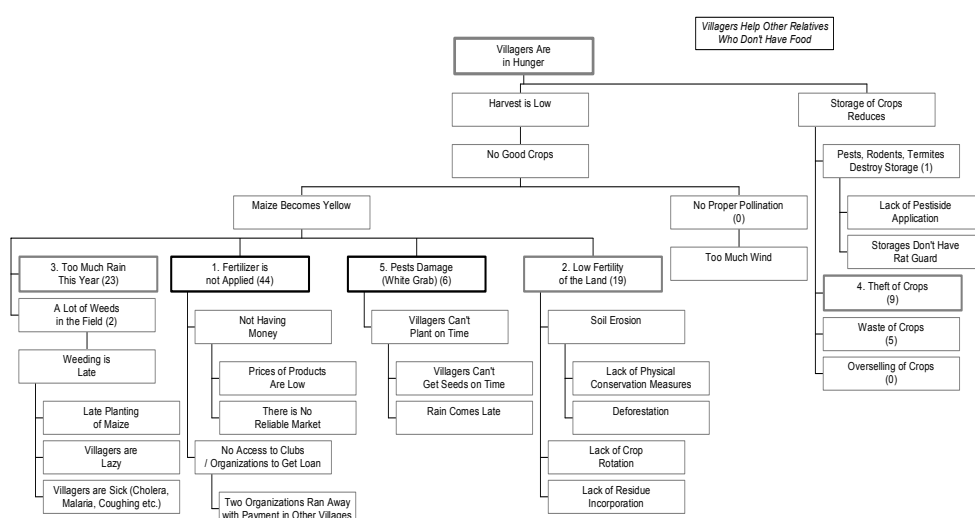 Villagers Help Other Relatives
Who Don't Have Food
Villagers Are
in Hunger
Harvest is Low
Storage of Crops
Reduces
No Good Crops
Pests, Rodents, Termites
Destroy Storage (1)
Maize Becomes Yellow
No Proper Pollination
(0)
Lack of Pestiside
Application
Too Much Wind
Storages Don't Have
Rat Guard
3. Too Much Rain
This Year (23)
1. Fertilizer is
not Applied (44)
5. Pests Damage
(White Grab) (6)
2. Low Fertility
of the Land (19)
4. Theft of Crops
(9)
A Lot of Weeds
in the Field (2)
Not Having
Money
Villagers Can't
Plant on Time
Soil Erosion
Waste of Crops
(5)
Weeding is
Late
Prices of Products
Are Low
Villagers Can't
Get Seeds on Time
Lack of Physical
Conservation Measures
Overselling of Crops
(0)
Late Planting
of Maize
There is No
Reliable Market
Rain Comes Late
Deforestation
Villagers are
Lazy
No Access to Clubs
/ Organizations to Get Loan
Lack of Crop
Rotation
Villagers are Sick (Cholera,
Malaria, Coughing etc.)
Two Organizations Ran Away
with Payment in Other Villages
Lack of Residue
Incorporation